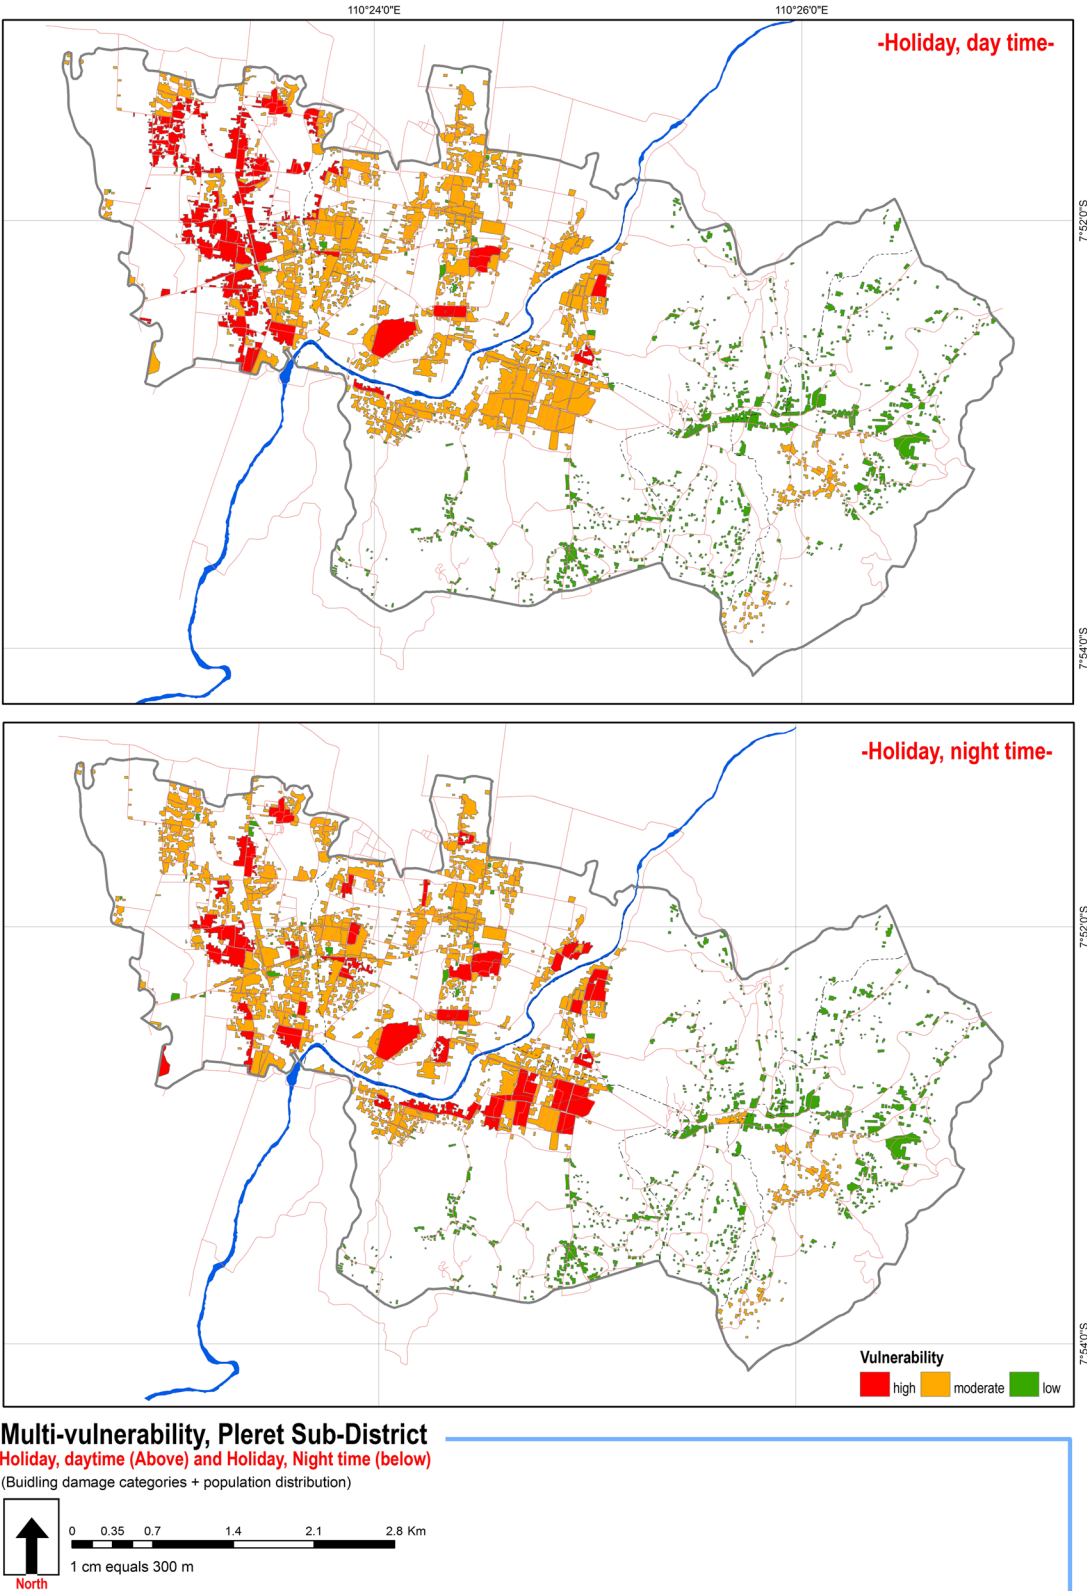 110°24'0"E
110°26'0"E
-Holiday, day time-
7°52'0"S
7°54'0"S
-Holiday, night time-
7°52'0"S
7°54'0"S
Vulnerability
high
moderate
low
Multi-vulnerability, Pleret Sub-District
Holiday, daytime (Above) and Holiday, Night time (below)
(Buidling damage categories + population distribution)
0 0.35 0.7 1.4 2.1 2.8 Km
1 cm equals 300 m
North